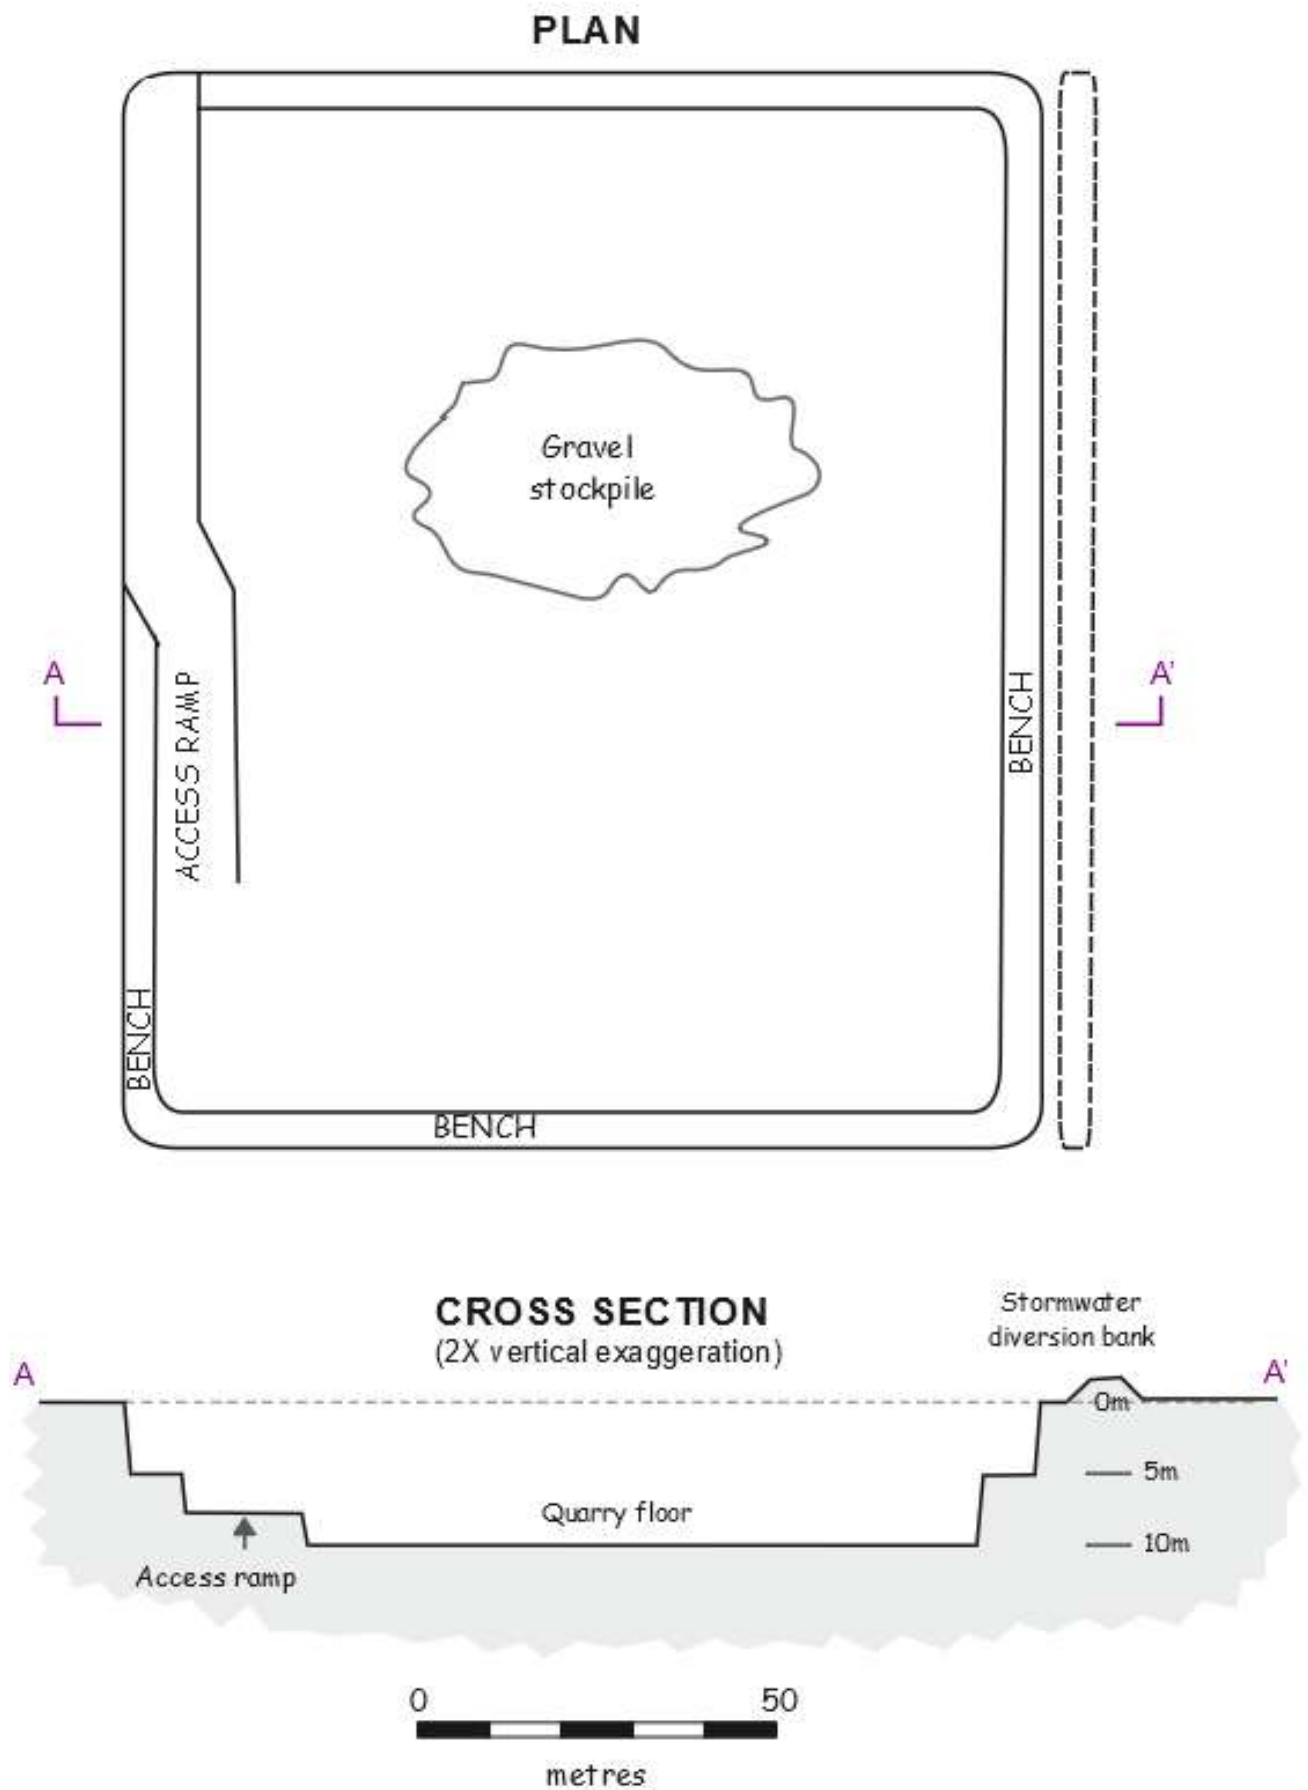 PLAN
Gravel
stockpile
A
A'
ACCESS RAMP
BENCH
BENCH
BENCH
CROSS SECTION
(2X vertical exaggeration)
Stormwater
diversion bank
A
A'
0m
5m
Quarry floor
10m
Access ramp
0 50
metres